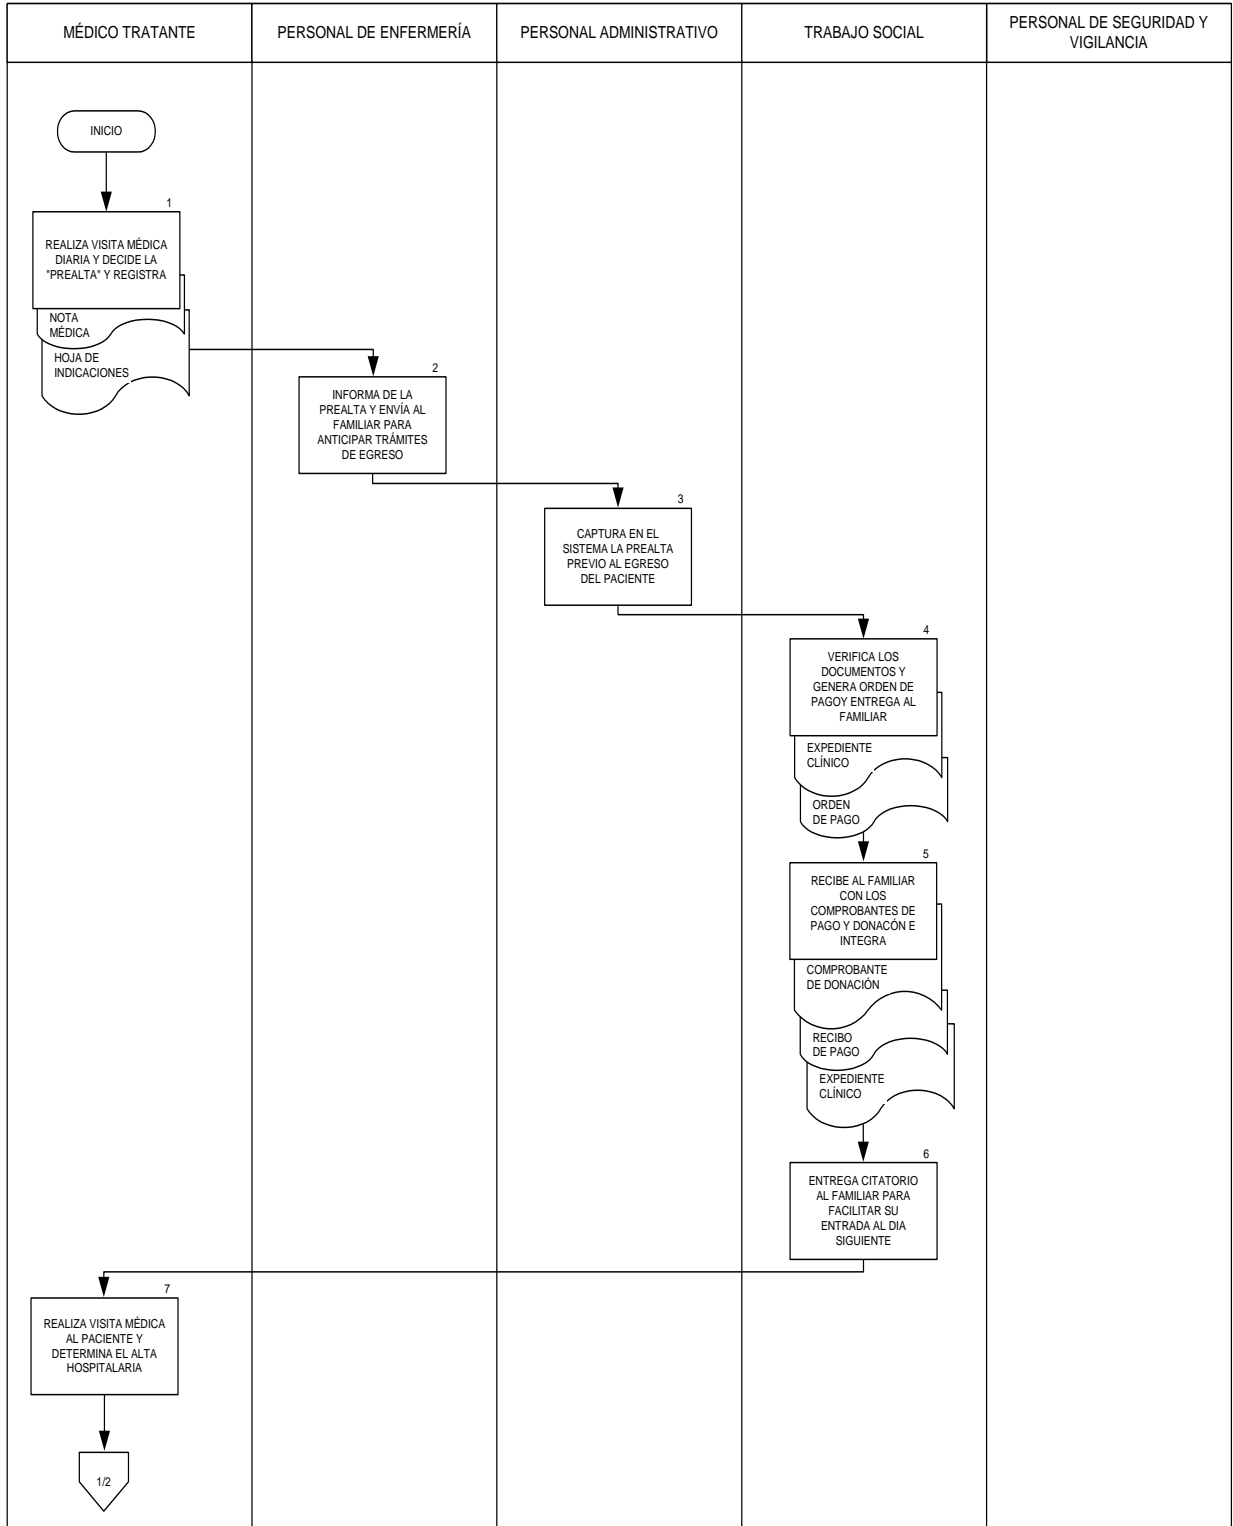 MÉDICO TRATANTE
PERSONAL DE ENFERMERÍA
PERSONAL ADMINISTRATIVO
TRABAJO SOCIAL
PERSONAL DE SEGURIDAD Y
VIGILANCIA
INICIO
1
REALIZA VISITA MÉDICA
DIARIA Y DECIDE LA
"PREALTA" Y REGISTRA
NOTA
MÉDICA
HOJA DE
INDICACIONES
2
INFORMA DE LA
PREALTA Y ENVÍA AL
FAMILIAR PARA
ANTICIPAR TRÁMITES
DE EGRESO
3
CAPTURA EN EL
SISTEMA LA PREALTA
PREVIO AL EGRESO
DEL PACIENTE
4
VERIFICA LOS
DOCUMENTOS Y
GENERA ORDEN DE
PAGOY ENTREGA AL
FAMILIAR
EXPEDIENTE
CLÍNICO
ORDEN
DE PAGO
5
RECIBE AL FAMILIAR
CON LOS
COMPROBANTES DE
PAGO Y DONACÓN E
INTEGRA
COMPROBANTE
DE DONACIÓN
RECIBO
DE PAGO
EXPEDIENTE
CLÍNICO
6
ENTREGA CITATORIO
AL FAMILIAR PARA
FACILITAR SU
ENTRADA AL DIA
SIGUIENTE
7
REALIZA VISITA MÉDICA
AL PACIENTE Y
DETERMINA EL ALTA
HOSPITALARIA
1/2